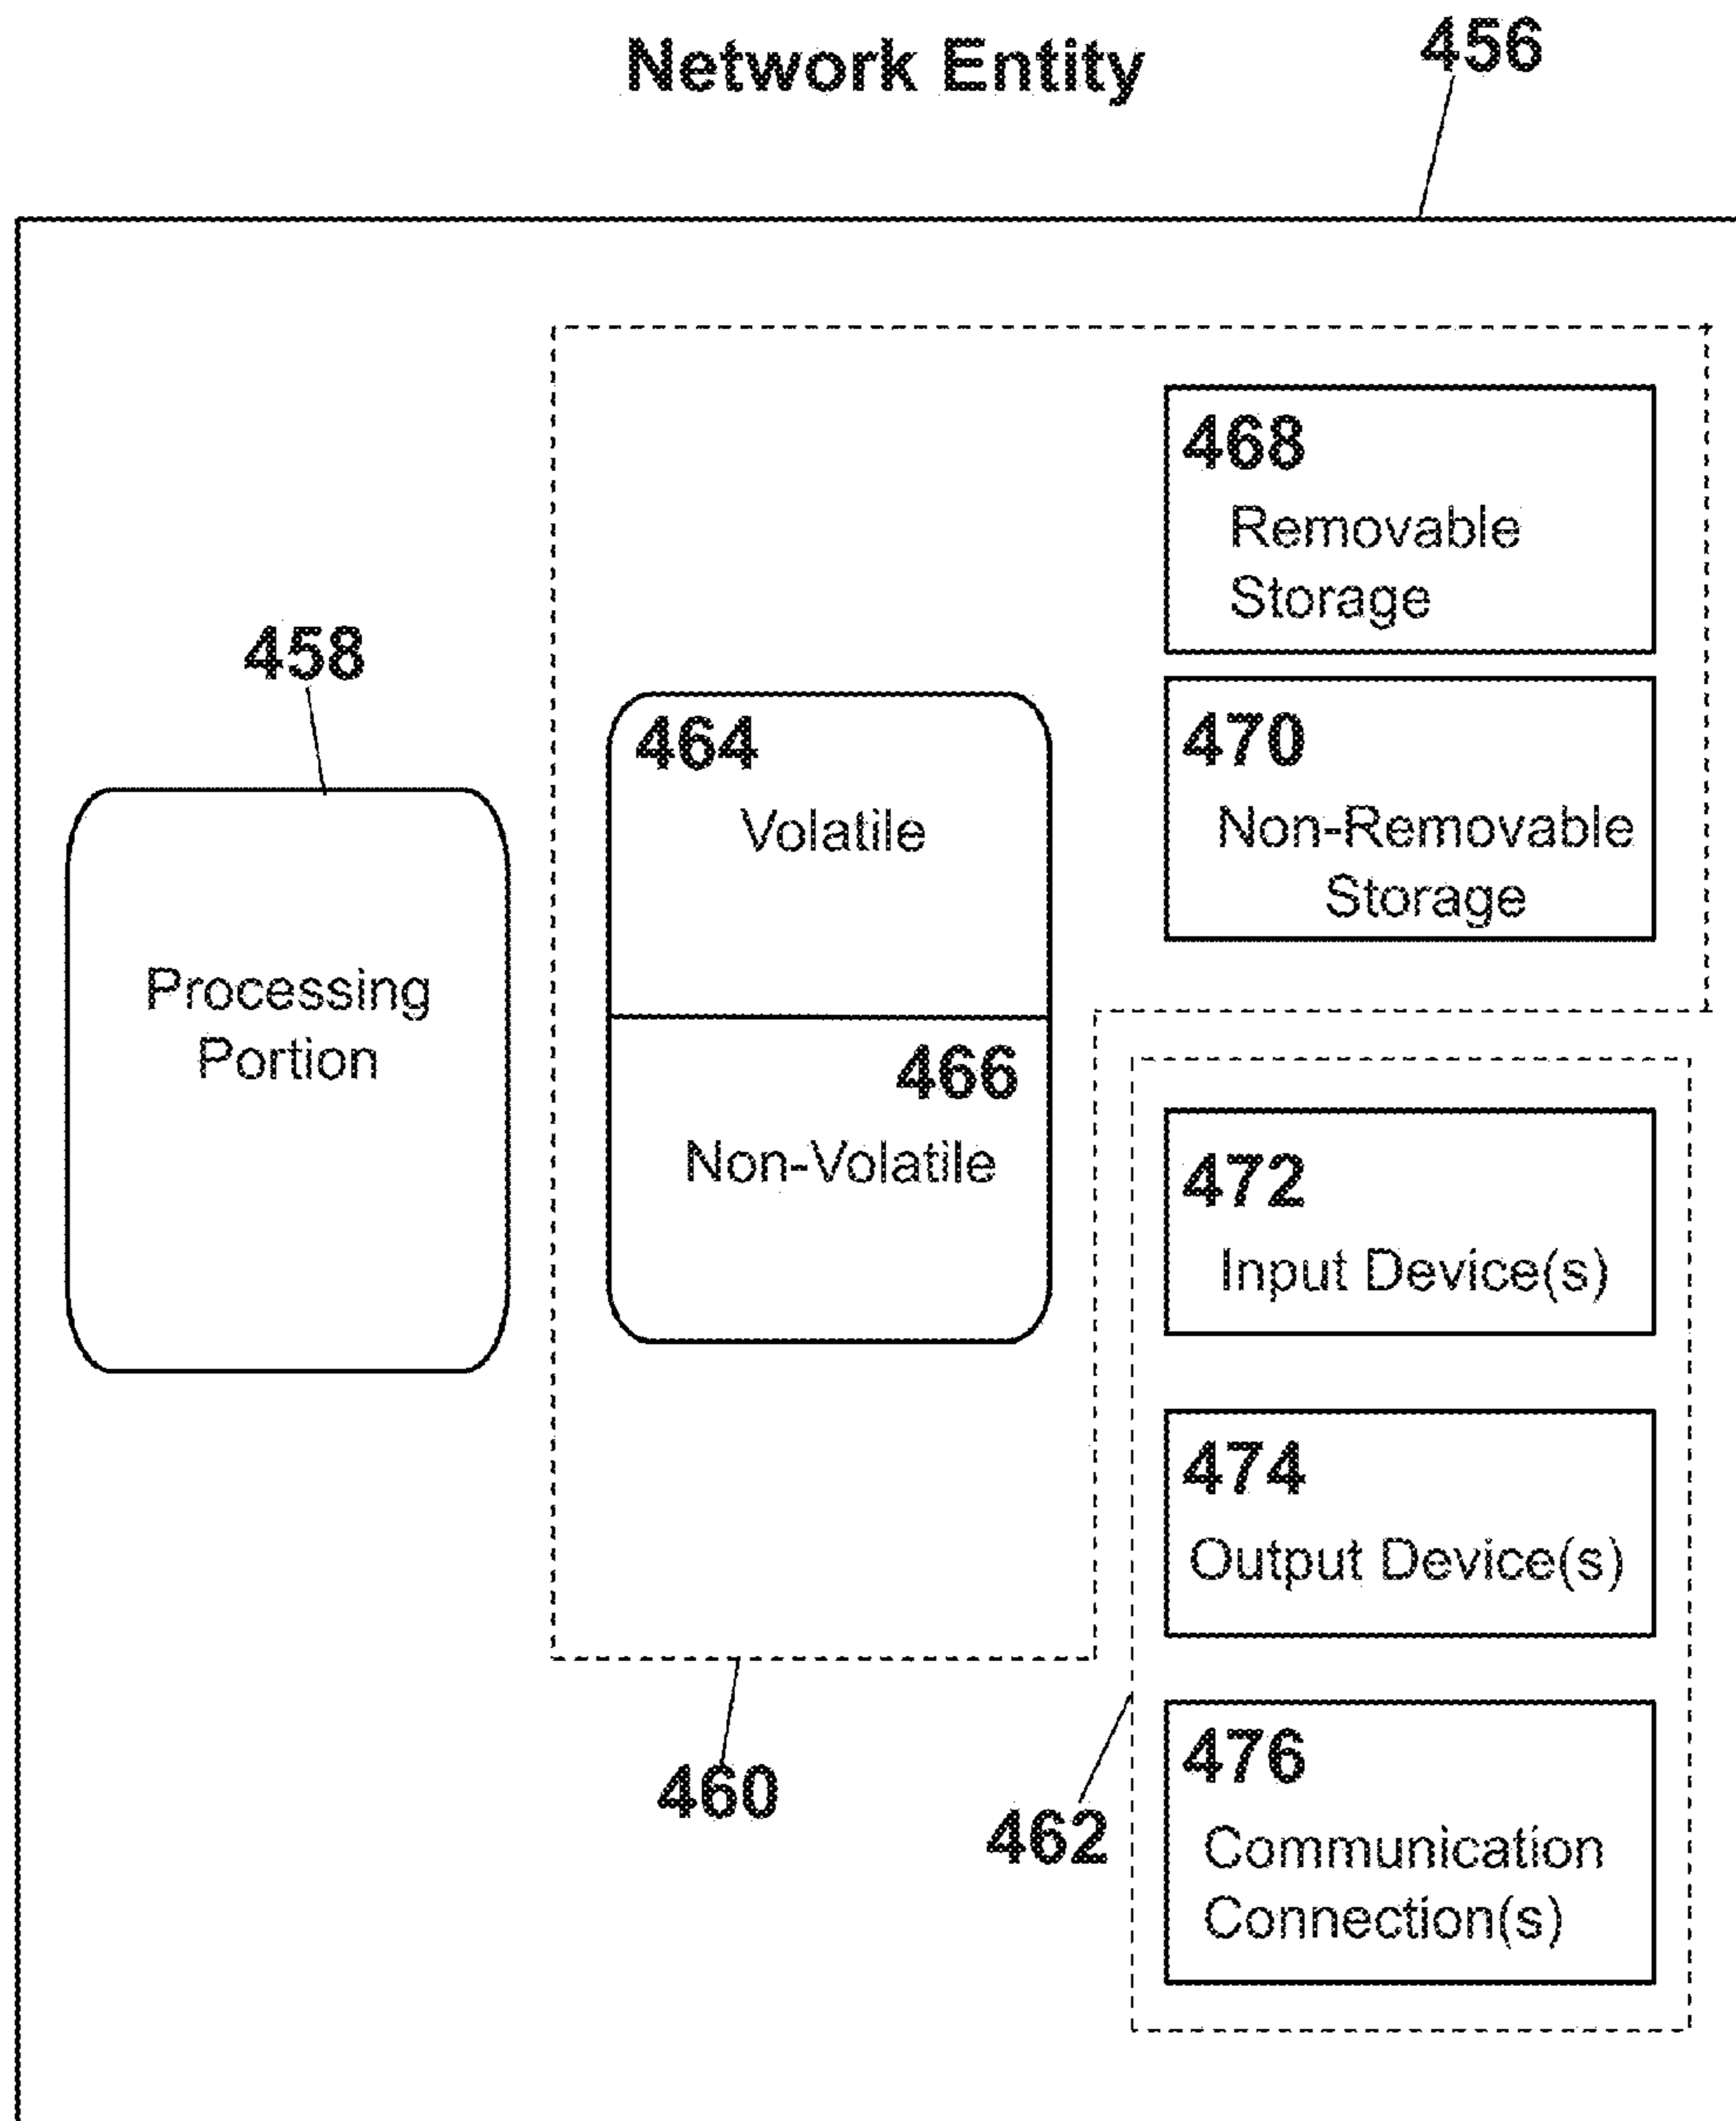 Network Entity
456
468
Removable
Storage
458
464
Volatile
470
Non-Removable
Storage
Processing
Portion
466
Non-Volatile
472
Input Device(s)
474
Output Device(s)
460
462
476
Communication
Connection(s)